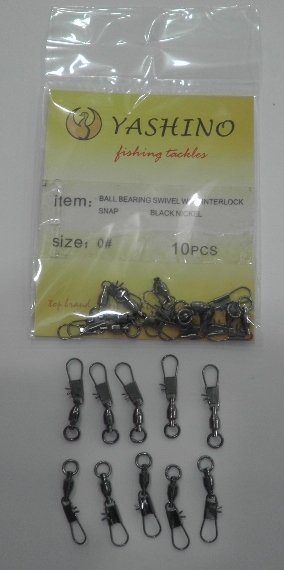 YASHINO
fishing tackles
item: BALL BEARING SWIVEL INTERLOCK
SNAP BLACK NICKEL
size: 0# 10PCS
Top brand